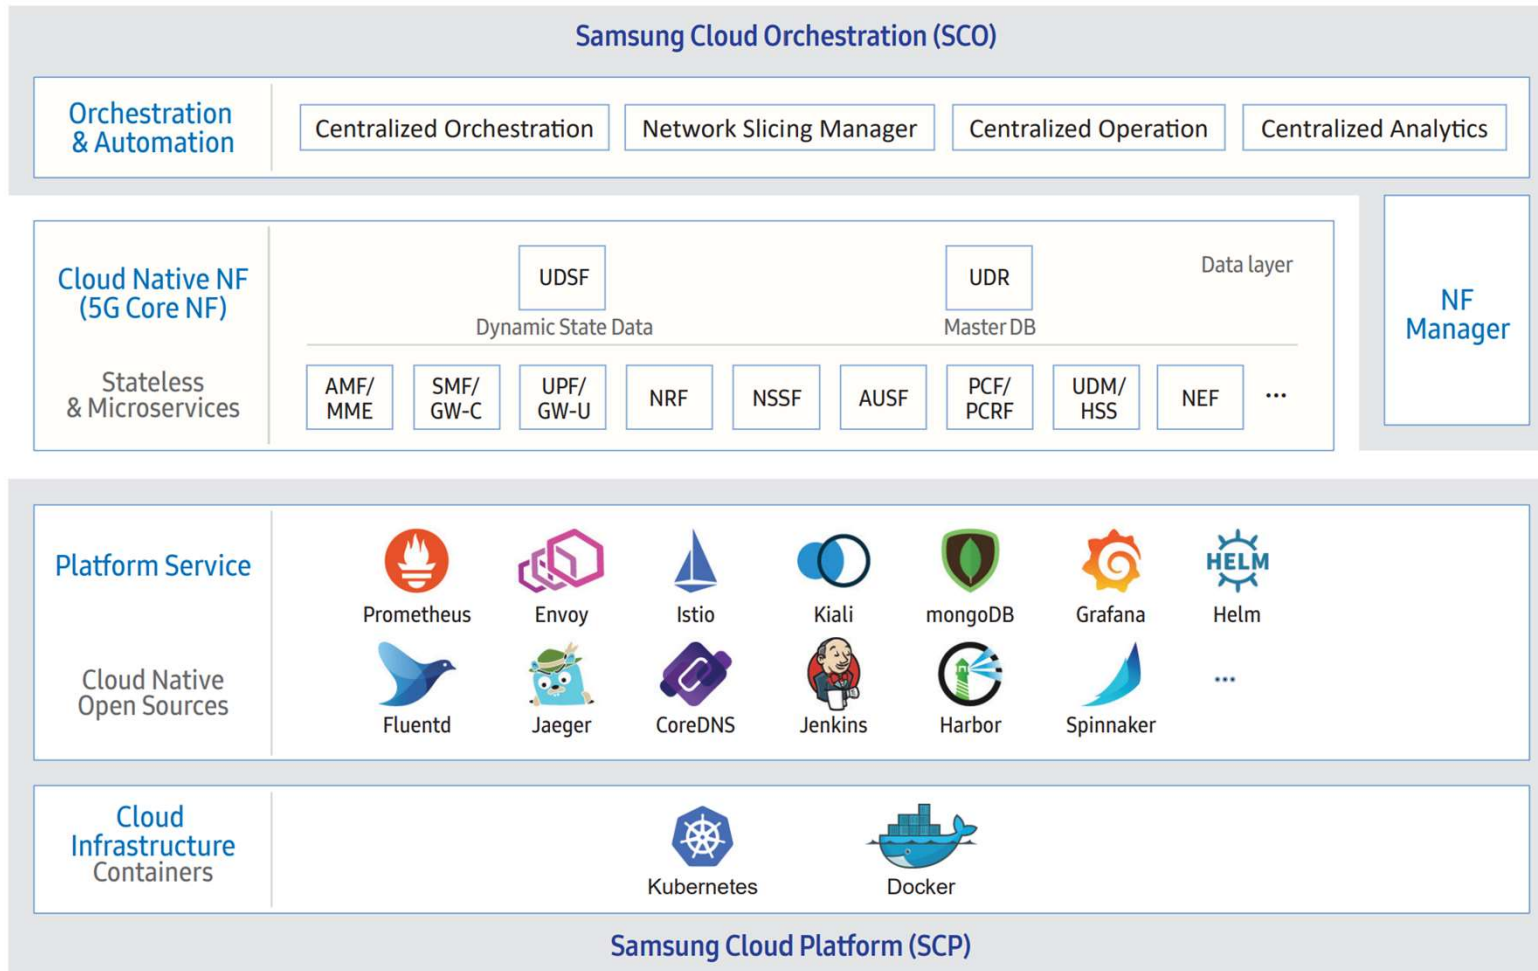 Samsung Cloud Orchestration (SCO)
Orchestration
& Automation
Centralized Orchestration
Network Slicing Manager
Centralized Operation
Centralized Analytics
Cloud Native NF
(5G Core NF)
Stateless
& Microservices
UDSF
Dynamic State Data
UDR
Master DB
Data layer
AMF/
MME
SMF/
GW-C
UPF/
GW-U
NRF
NSSF
AUSF
PCF/
PCRF
UDM/
HSS
NEF
...
NF
Manager
Platform Service
Cloud Native
Open Sources
Prometheus
Envoy
Istio
Kiali
mongoDB
Grafana
HELM
Helm
Fluentd
Jaeger
CoreDNS
Jenkins
Harbor
Spinnaker
...
Cloud
Infrastructure
Containers
Kubernetes
Docker
Samsung Cloud Platform (SCP)